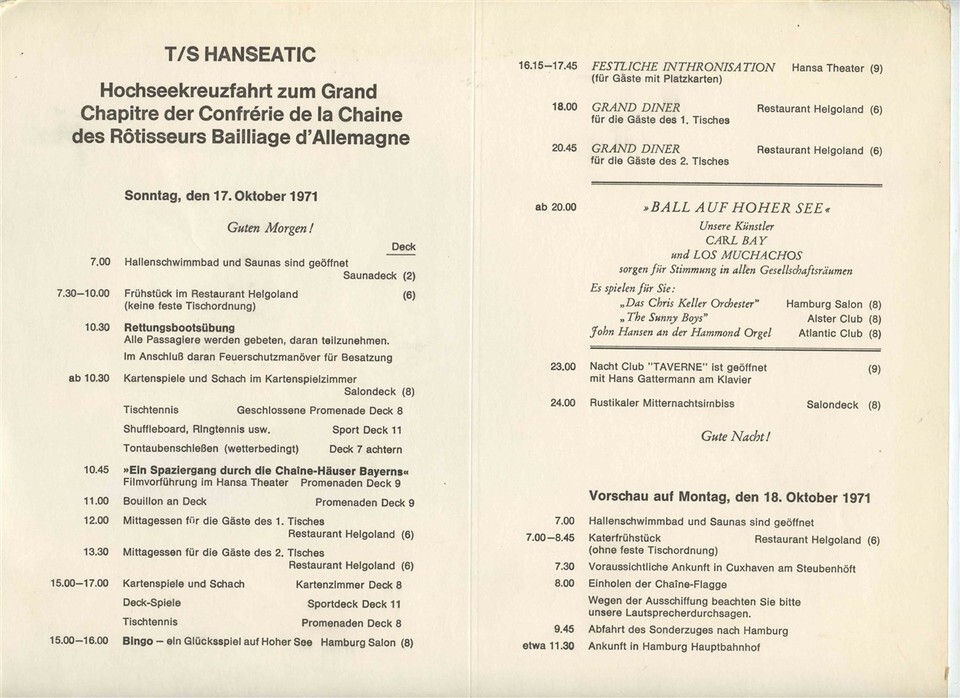 T/S HANSEATIC
Hochseekreuzfahrt zum Grand
Chapitre der Confrérie de la Chaine
des Rôtisseurs Bailliage d'Allemagne
Sonntag, den 17. Oktober 1971
Guten Morgen!
Deck
7.00 Hallenschwimmbad und Saunas sind geöffnet
Saunadeck (2)
7.30—10.00 Frühstück im Restaurant Helgoland (6)
(keine feste Tischordnung)
10.30 Rettungsbootsübung
Alle Passagiere werden gebeten, daran teilzunehmen.
Im Anschluß daran Feuerschutzmanöver für Besatzung
ab 10.30 Kartenspiele und Schach im Kartenspielzimmer
Salondeck (8)
Tischtennis Geschlossene Promenade Deck 8
Shuffleboard, Ringtennis usw. Sport Deck 11
Tontaubenschießen (wetterbedingt) Deck 7 achtern
10.45 »Ein Spaziergang durch die Chaîne-Häuser Bayerns«
Filmvorführung im Hansa Theater Promenaden Deck 9
11.00 Bouillon an Deck Promenaden Deck 9
12.00 Mittagessen für die Gäste des 1. Tisches
Restaurant Helgoland (6)
13.30 Mittagessen für die Gäste des 2. Tisches
Restaurant Helgoland (6)
15.00—17.00 Kartenspiele und Schach Kartenzimmer Deck 8
Deck-Spiele Sportdeck Deck 11
Tischtennis Promenaden Deck 8
15.00—16.00 Bingo — ein Glücksspiel auf Hoher See Hamburg Salon (8)
16.15—17.45 FESTLICHE INTHRONISATION Hansa Theater (9)
(für Gäste mit Platzkarten)
18.00 GRAND DINER Restaurant Helgoland (6)
für die Gäste des 1. Tisches
20.45 GRAND DINER Restaurant Helgoland (6)
für die Gäste des 2. Tisches
ab 20.00 »BALL AUF HOHER SEE«
Unsere Künstler
CARL BAY
und LOS MUCHACHOS
sorgen für Stimmung in allen Gesellschaftsräumen
Es spielen für Sie:
„Das Chris Keller Orchester" Hamburg Salon (8)
„The Sunny Boys" Alster Club (8)
John Hansen an der Hammond Orgel Atlantic Club (8)
23.00 Nacht Club "TAVERNE" ist geöffnet (9)
mit Hans Gattermann am Klavier
24.00 Rustikaler Mitternachtsimbiss Salondeck (8)
Gute Nacht!
Vorschau auf Montag, den 18. Oktober 1971
7.00 Hallenschwimmbad und Saunas sind geöffnet
7.00—8.45 Katerfrühstück Restaurant Helgoland (6)
(ohne feste Tischordnung)
7.30 Voraussichtliche Ankunft in Cuxhaven am Steubenhöft
8.00 Einholen der Chaîne-Flagge
Wegen der Ausschiffung beachten Sie bitte
unsere Lautsprecherdurchsagen.
9.45 Abfahrt des Sonderzuges nach Hamburg
etwa 11.30 Ankunft in Hamburg Hauptbahnhof